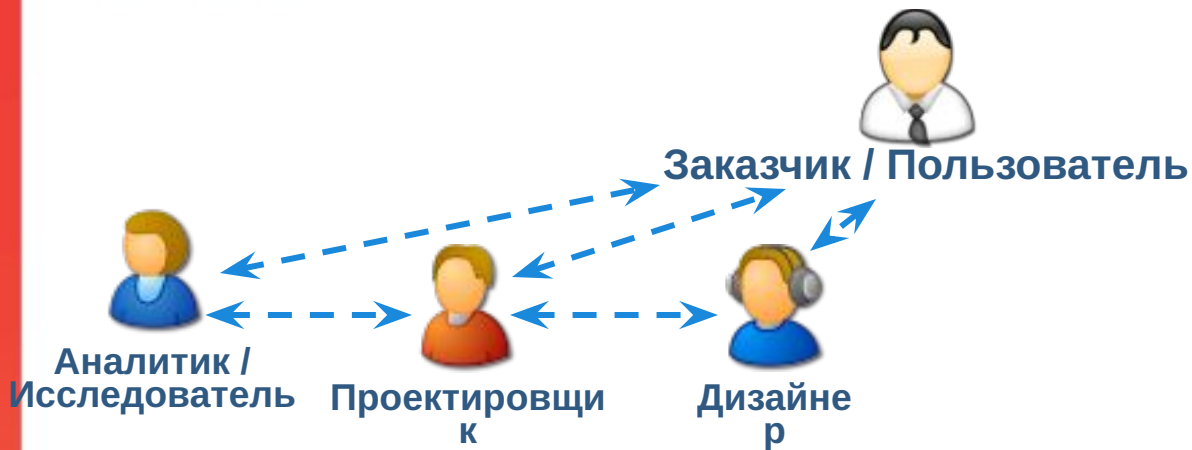 Заказчик / Пользователь
Аналитик /
Исследователь
Проектировщи
к
Дизайне
р